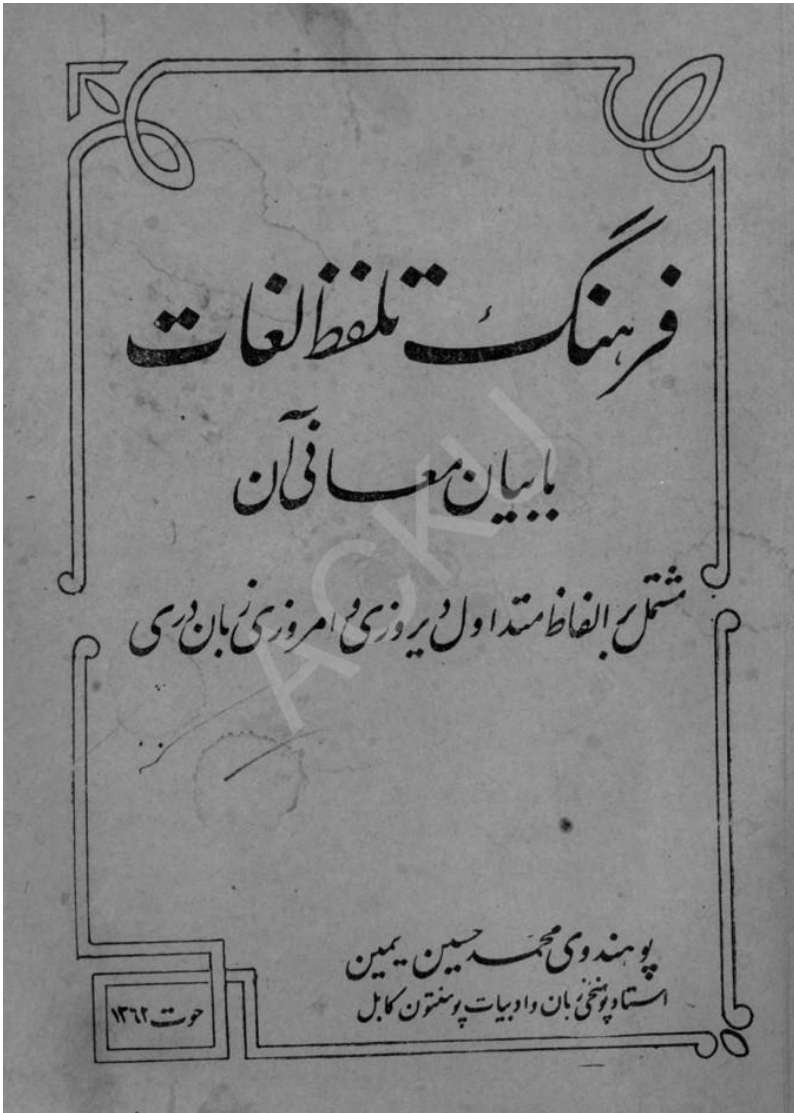 فرهنگ تلفظ لغات
با بیان معانی آن
مشتمل بر الفاظ متداول دیروزی و امروزی زبان دری
پوهندوی محمد حسین یمین
استاد پوهنځی زبان و ادبیات پوهنتون کابل
حوت ۱۳۶۲
ACKU